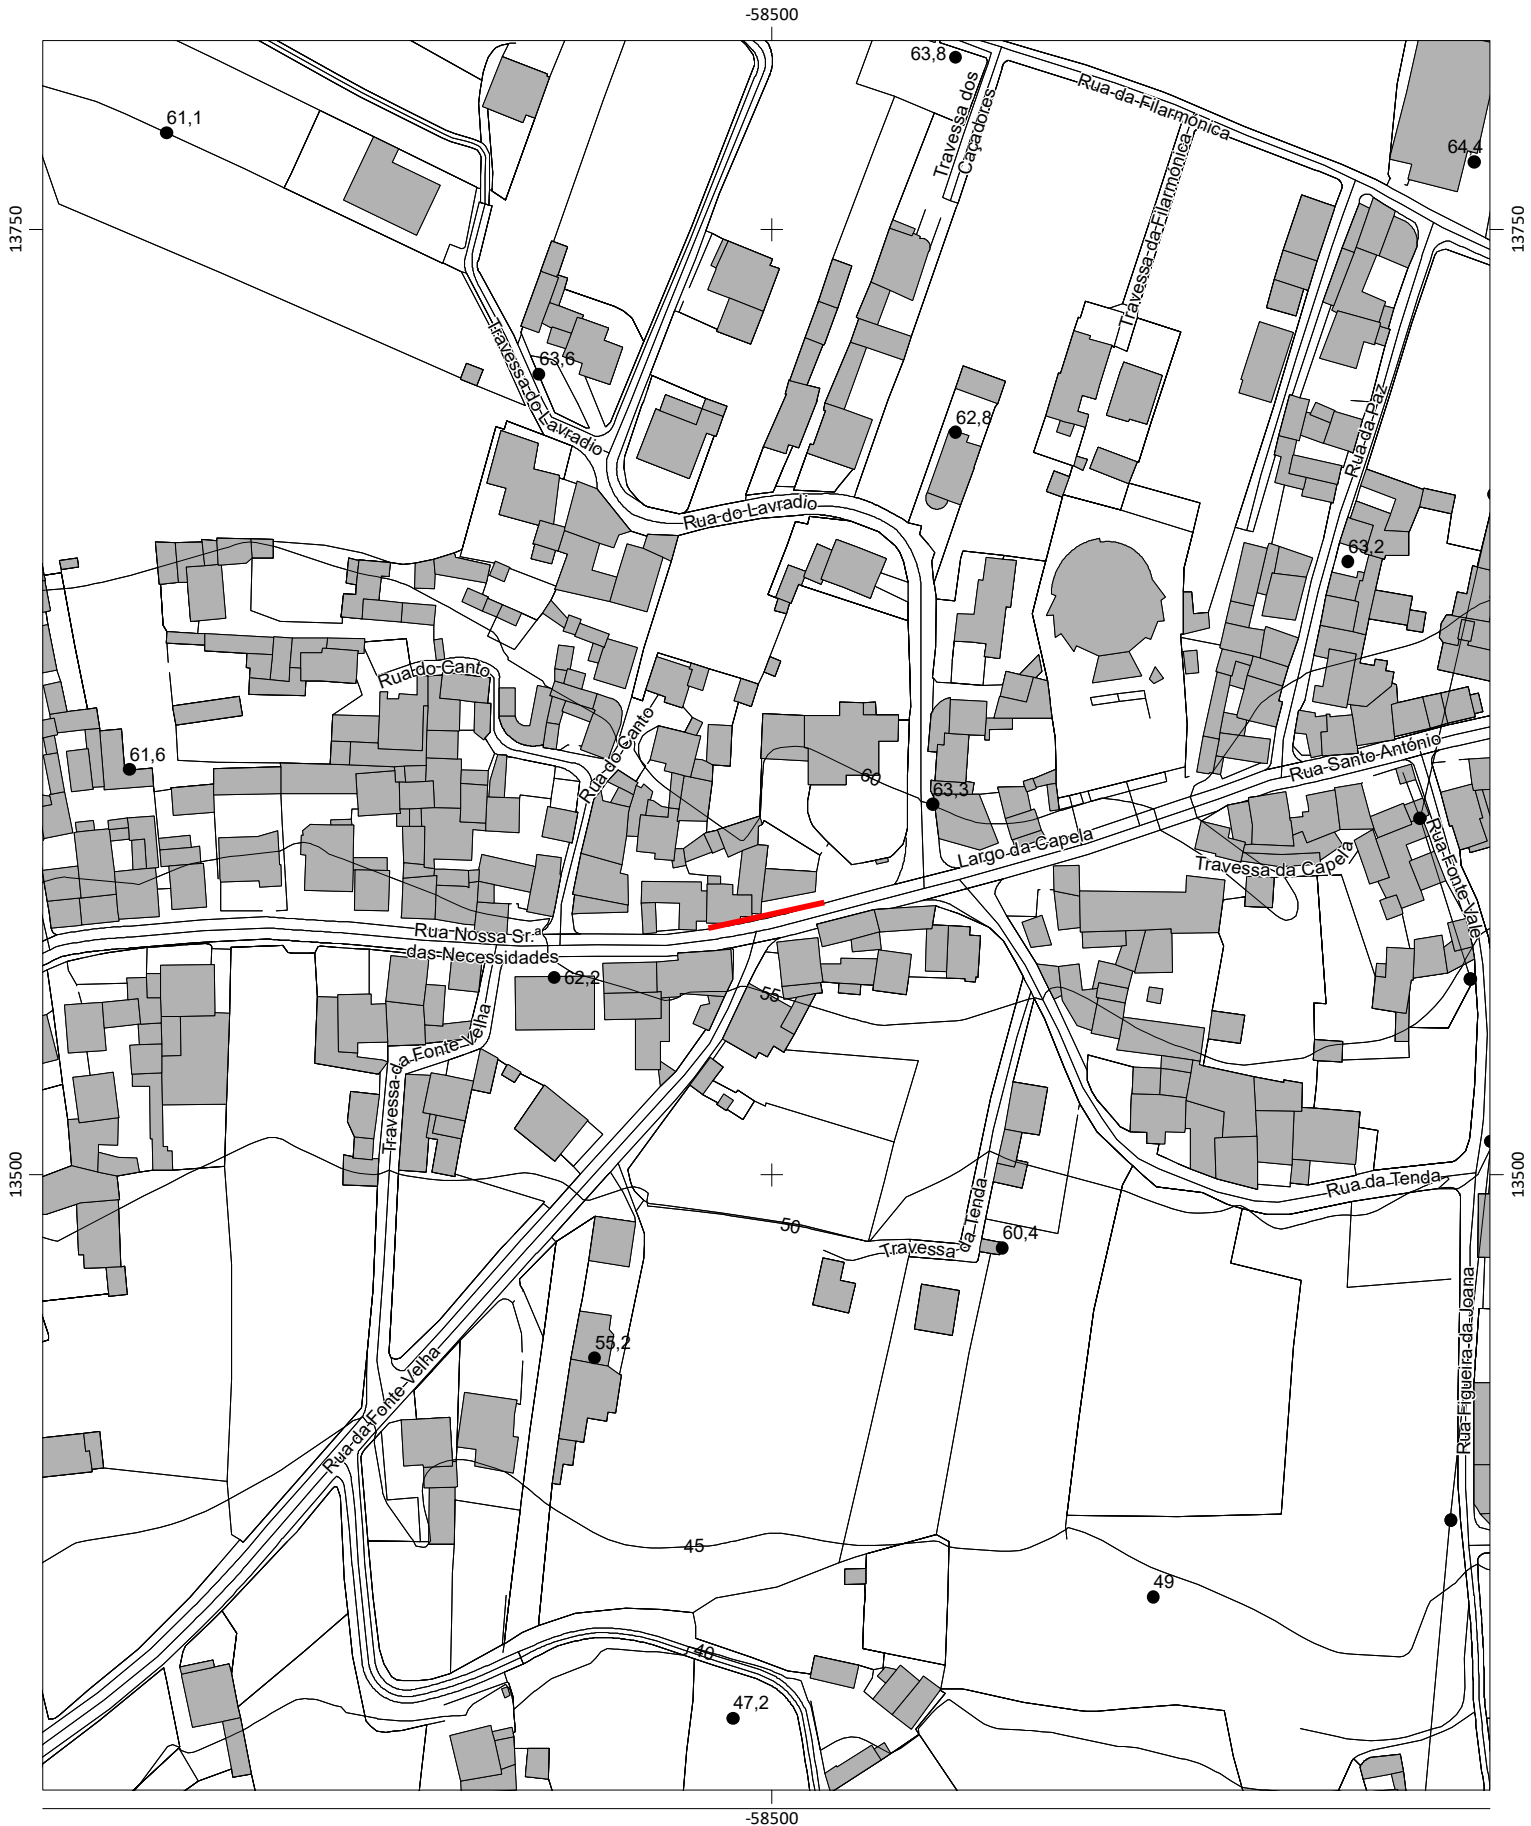 -58500
63,8
Travessa dos
Caçadores
Rua da Filarmónica
61,1
64,4
Travessa da Filarmónica
13750
13750
Travessa do Lavradio
63,6
Rua da Paz
62,8
Rua do Lavradio
63,2
Rua do Canto
Rua do Canto
61,6
60
63,3
Rua Santo António
Largo da Capela
Travessa da Capela
Rua Fonte Vale
Rua Nossa Sr.ª
das Necessidades
62,2
55
Travessa da Fonte Velha
Travessa da Fonte Velha
13500
13500
Rua da Tenda
50
Travessa
da Tenda
60,4
55,2
Rua Figueira da Joana
Rua da Fonte Velha
45
49
40
47,2
-58500